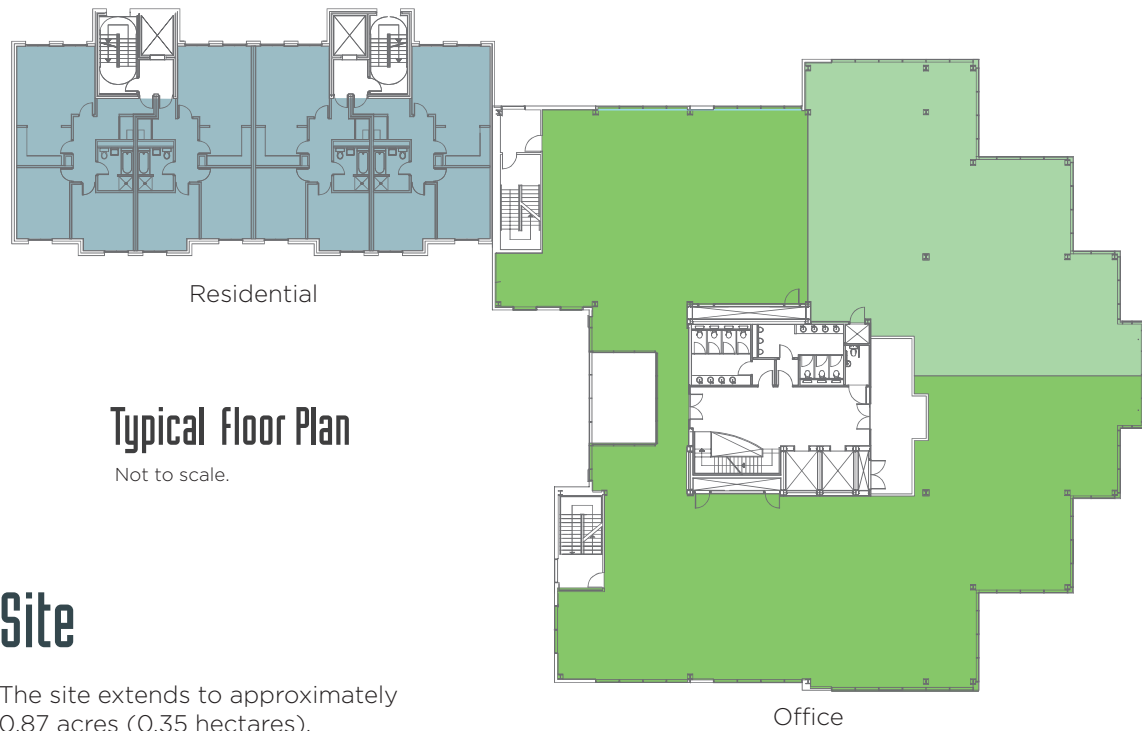 Residential
Typical Floor Plan
Not to scale.
Site
The site extends to approximately
0.87 acres (0.35 hectares).
Office